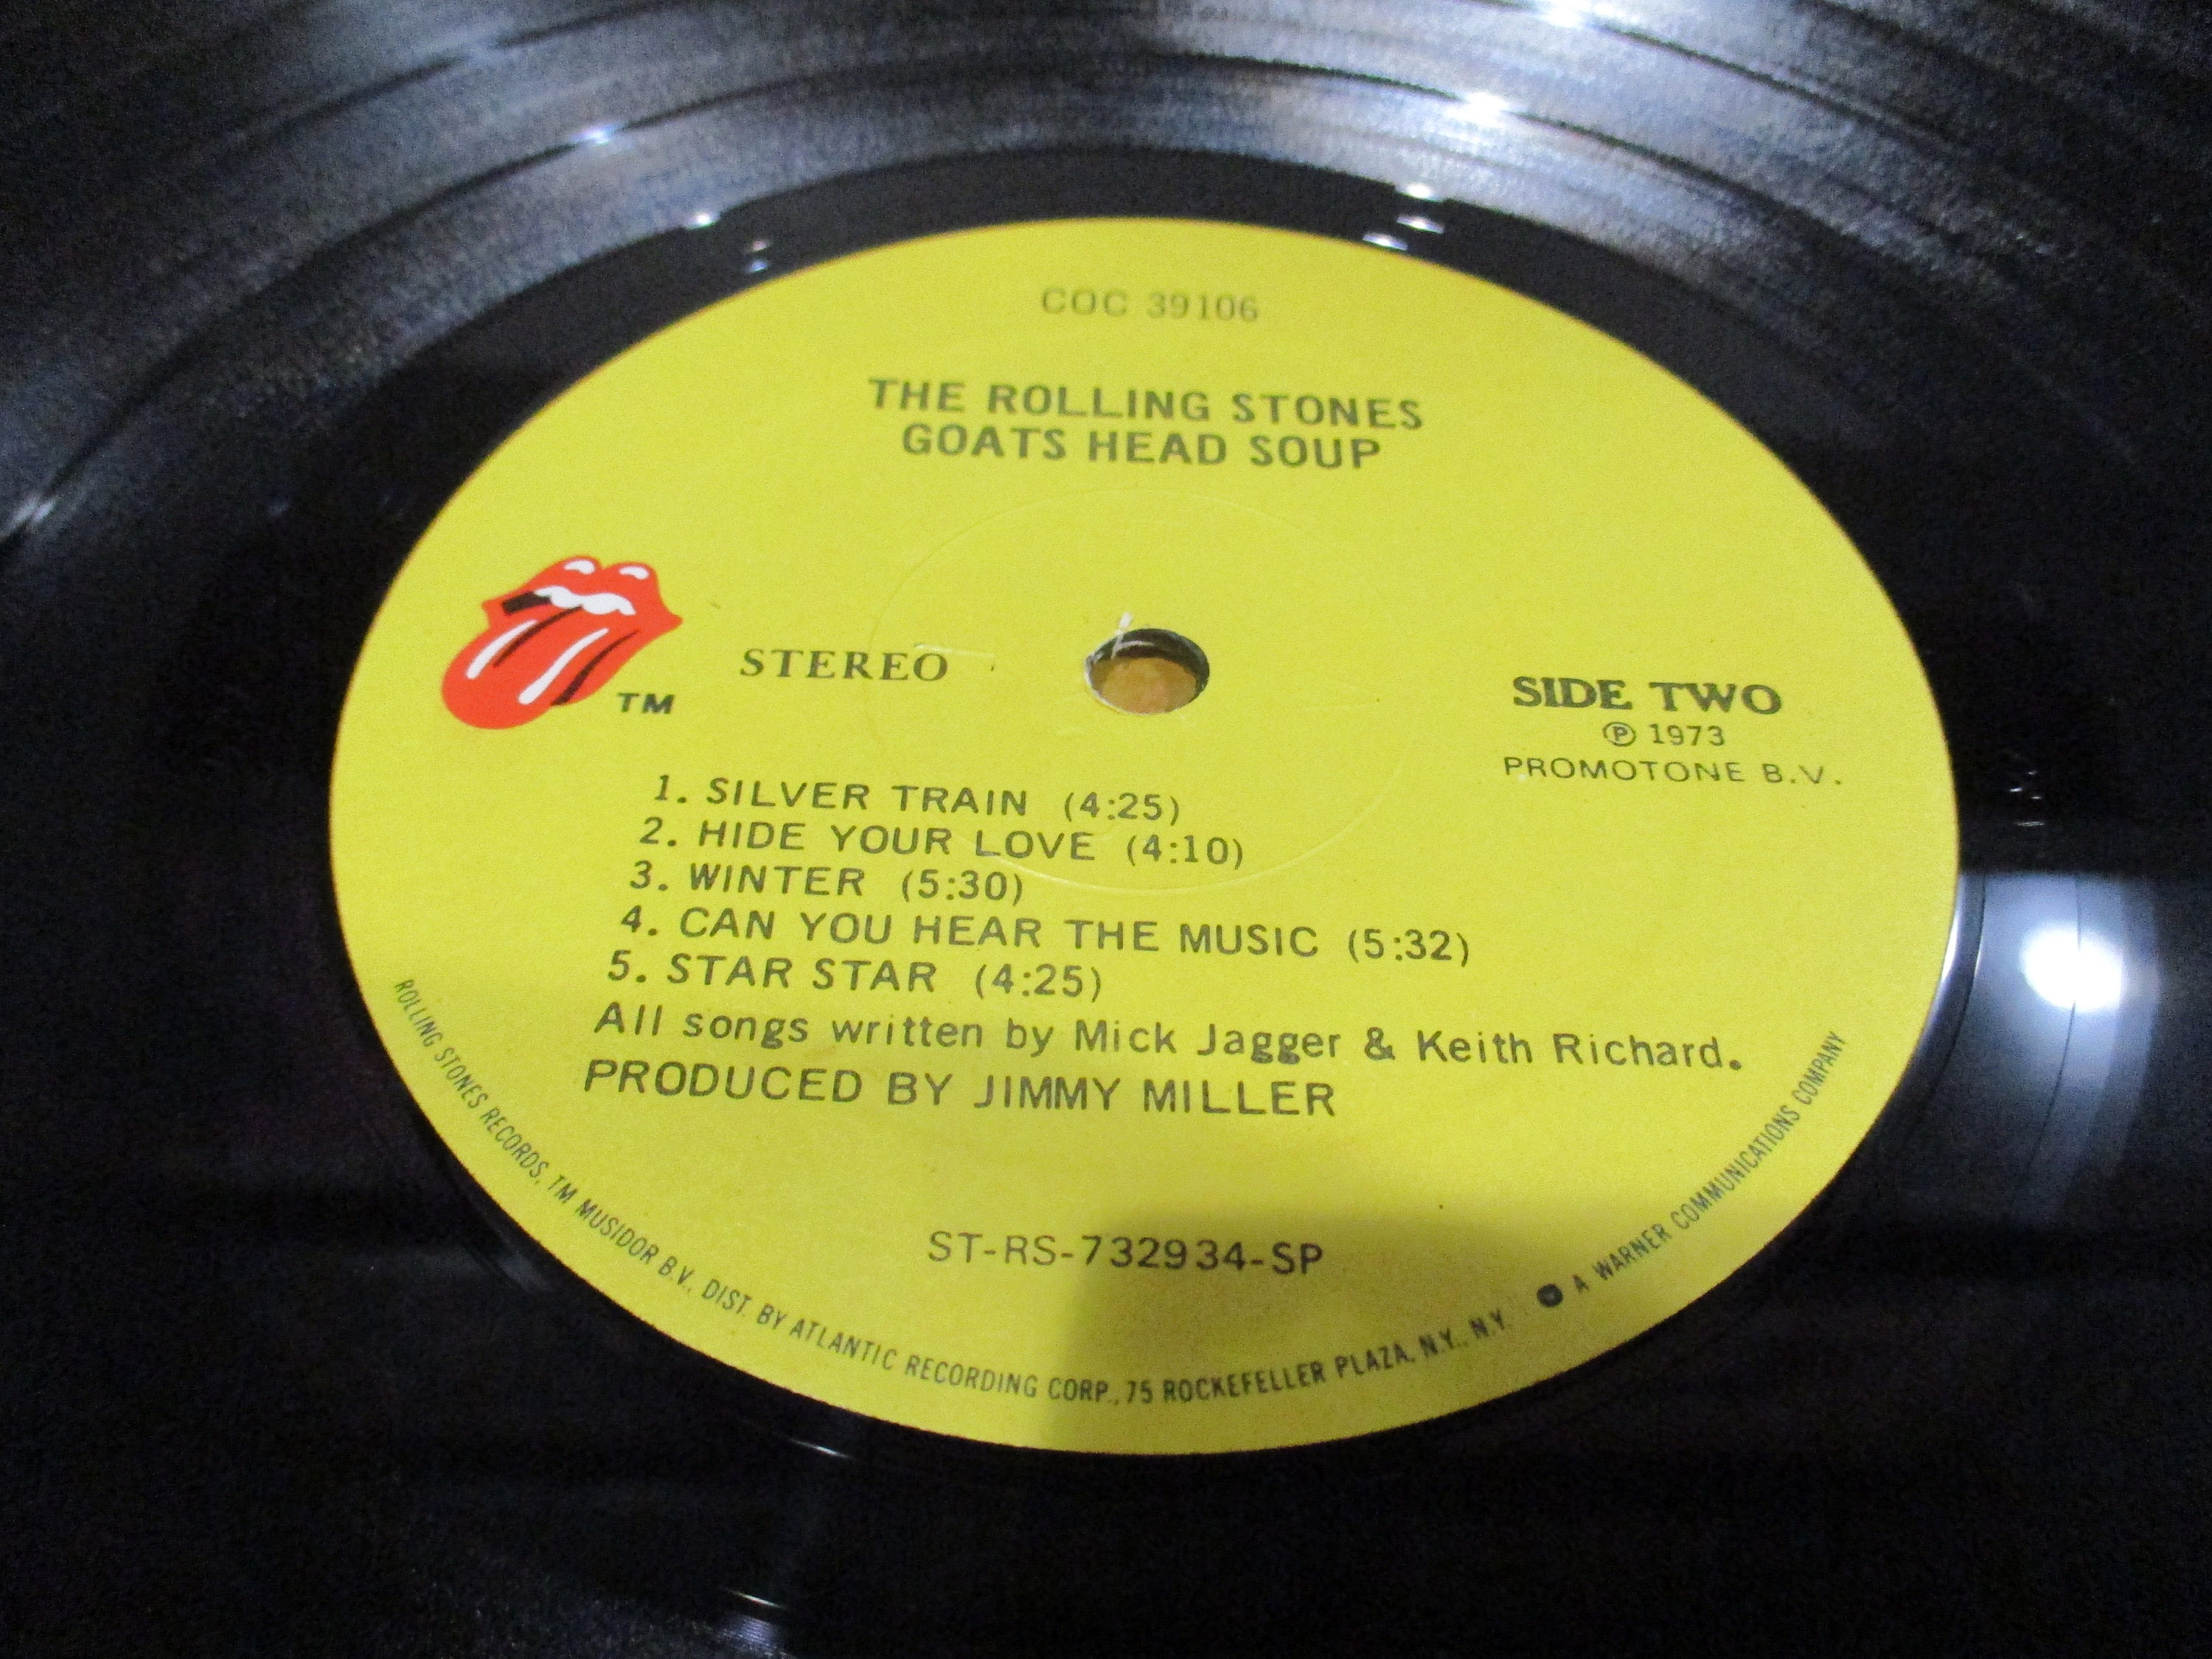 COC 39106
THE ROLLING STONES
GOATS HEAD SOUP
TM
STEREO
SIDE TWO
Ⓟ 1973
PROMOTONE B.V.
1. SILVER TRAIN (4:25)
2. HIDE YOUR LOVE (4:10)
3. WINTER (5:30)
4. CAN YOU HEAR THE MUSIC (5:32)
5. STAR STAR (4:25)
All songs written by Mick Jagger & Keith Richard.
PRODUCED BY JIMMY MILLER
ST-RS-732934-SP
ROLLING STONES RECORDS, TM MUSIDOR B.V., DIST. BY ATLANTIC RECORDING CORP., 75 ROCKEFELLER PLAZA, N.Y., N.Y. A WARNER COMMUNICATIONS COMPANY